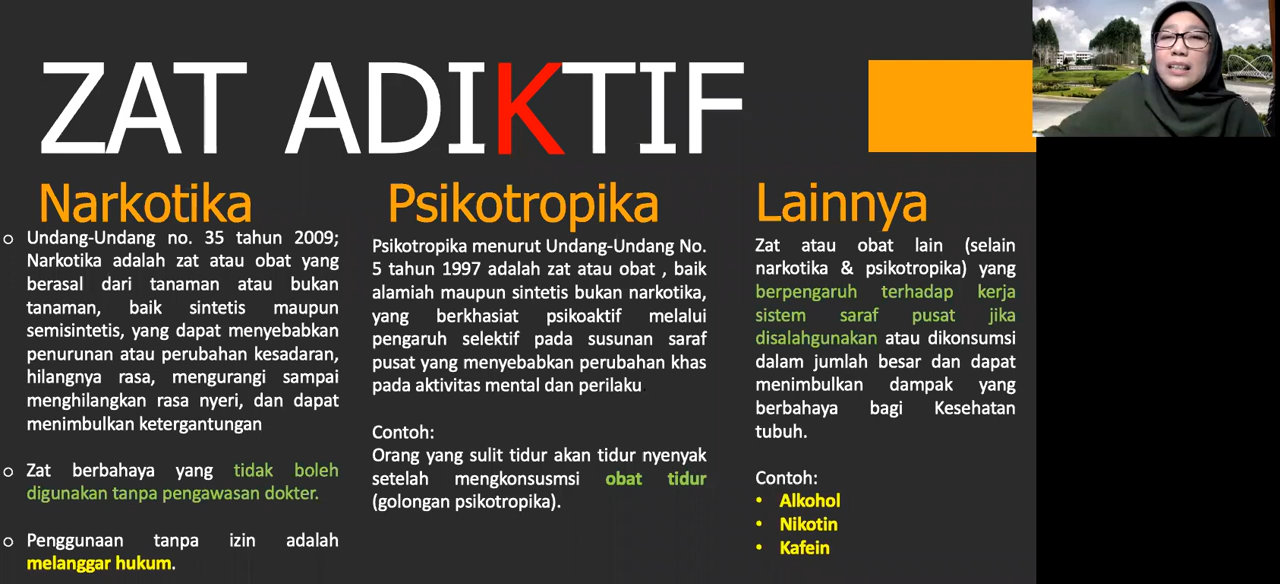 ZAT ADIKTIF
Narkotika
o Undang-Undang no. 35 tahun 2009;
Narkotika adalah zat atau obat yang
berasal dari tanaman atau bukan
tanaman, baik sintetis maupun
semisintetis, yang dapat menyebabkan
penurunan atau perubahan kesadaran,
hilangnya rasa, mengurangi sampai
menghilangkan rasa nyeri, dan dapat
menimbulkan ketergantungan
o Zat berbahaya yang tidak boleh
digunakan tanpa pengawasan dokter.
o Penggunaan tanpa izin adalah
melanggar hukum.
Psikotropika
Psikotropika menurut Undang-Undang No.
5 tahun 1997 adalah zat atau obat , baik
alamiah maupun sintetis bukan narkotika,
yang berkhasiat psikoaktif melalui
pengaruh selektif pada susunan saraf
pusat yang menyebabkan perubahan khas
pada aktivitas mental dan perilaku.
Contoh:
Orang yang sulit tidur akan tidur nyenyak
setelah mengkonsusmsi obat tidur
(golongan psikotropika).
Lainnya
Zat atau obat lain (selain
narkotika & psikotropika) yang
berpengaruh terhadap kerja
sistem saraf pusat jika
disalahgunakan atau dikonsumsi
dalam jumlah besar dan dapat
menimbulkan dampak yang
berbahaya bagi Kesehatan
tubuh.
Contoh:
• Alkohol
• Nikotin
• Kafein